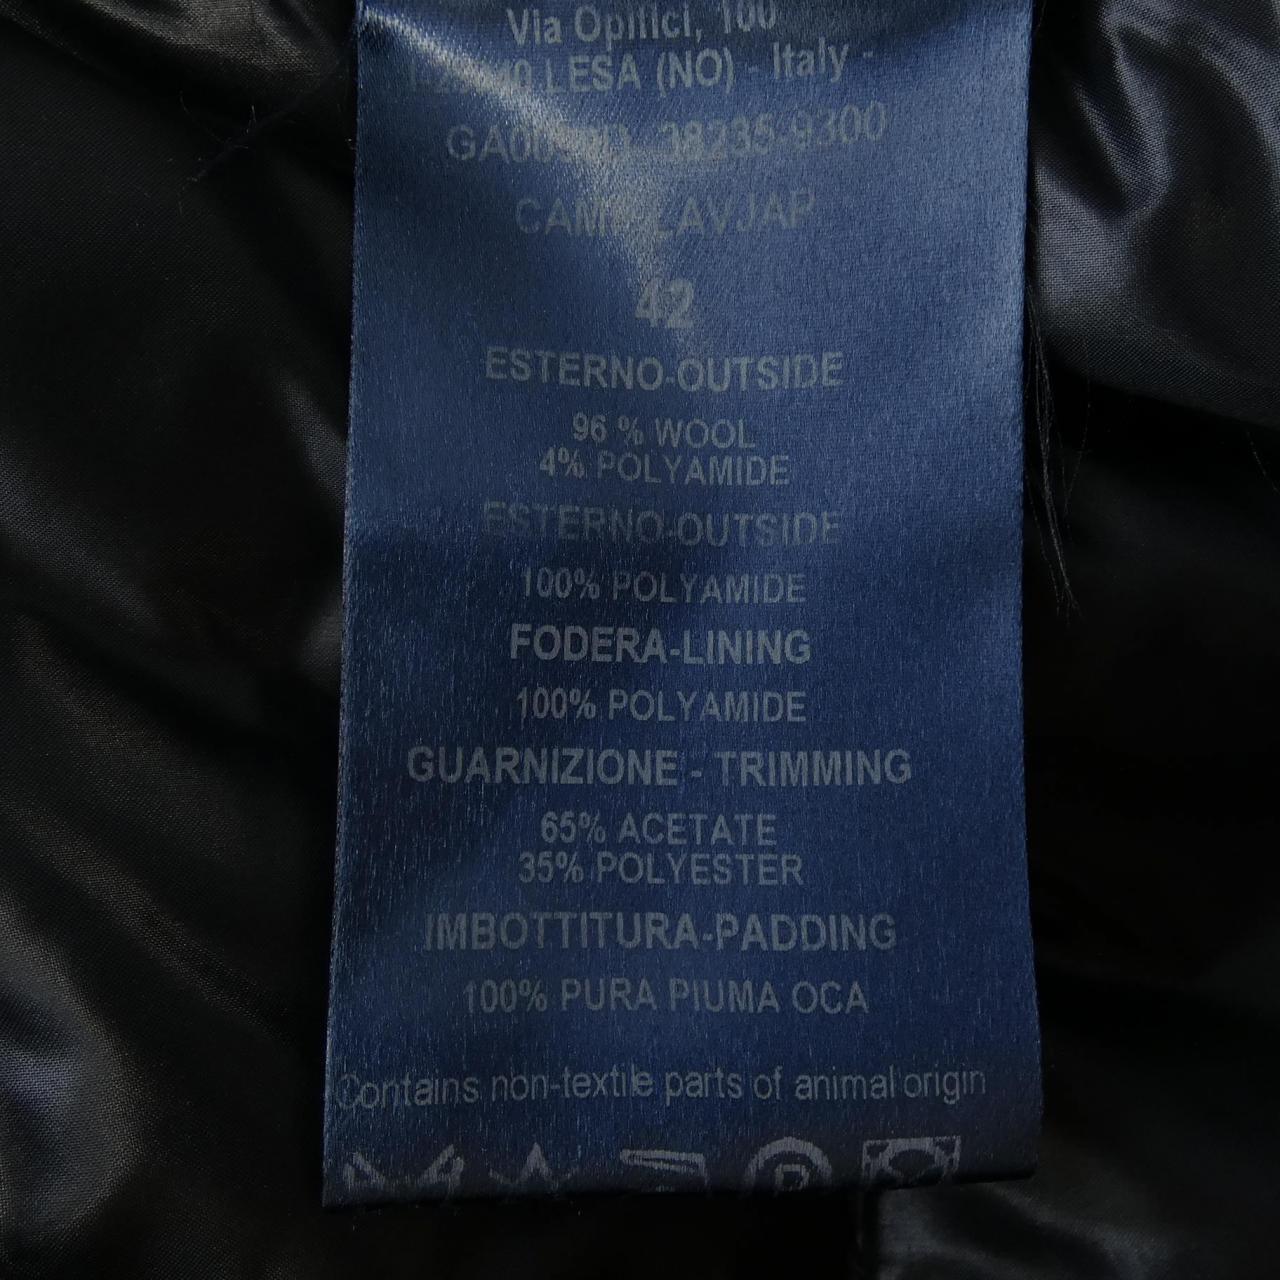 Via Opifici, 100
LESA (NO) - Italy -
38235-9300
42
ESTERNO-OUTSIDE
96 % WOOL
4% POLYAMIDE
ESTERNO-OUTSIDE
100% POLYAMIDE
FODERA-LINING
100% POLYAMIDE
GUARNIZIONE - TRIMMING
65% ACETATE
35% POLYESTER
IMBOTTITURA-PADDING
100% PURA PIUMA OCA
Contains non-textile parts of animal origin
P